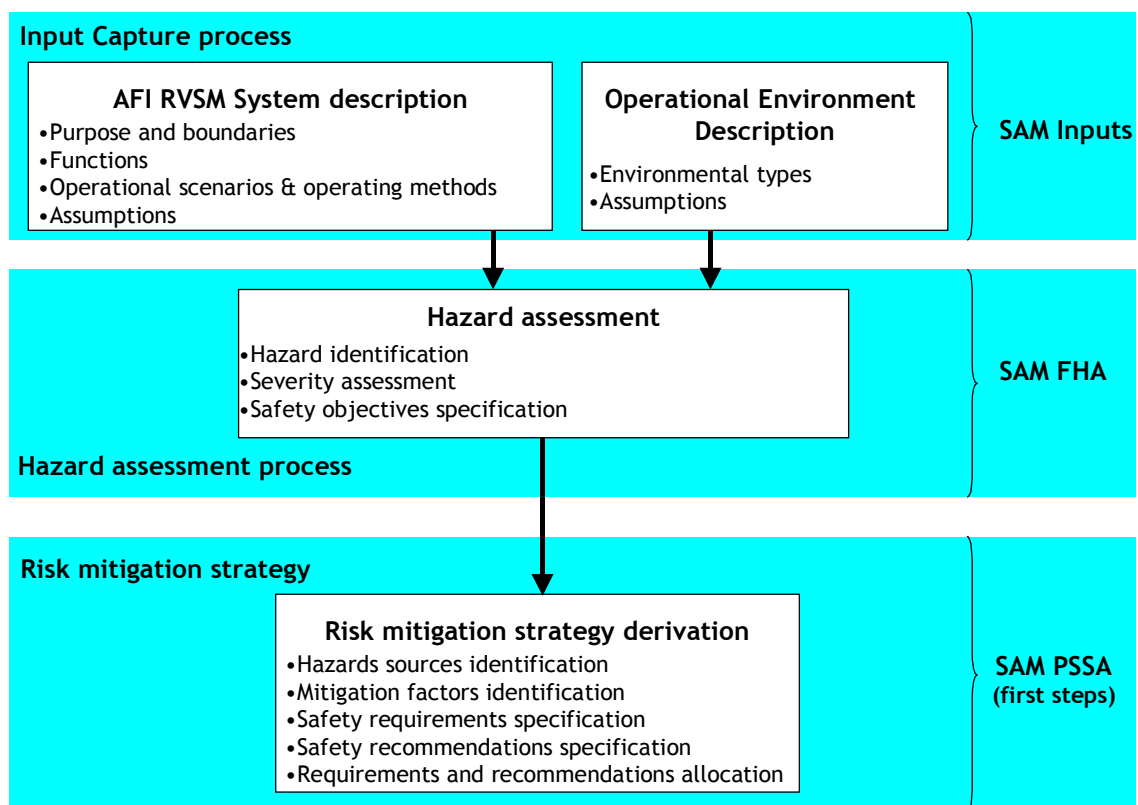 Input Capture process
AFI RVSM System description
•Purpose and boundaries
•Functions
•Operational scenarios & operating methods
•Assumptions
Operational Environment
Description
•Environmental types
•Assumptions
SAM Inputs
Hazard assessment
•Hazard identification
•Severity assessment
•Safety objectives specification
Hazard assessment process
SAM FHA
Risk mitigation strategy
Risk mitigation strategy derivation
•Hazards sources identification
•Mitigation factors identification
•Safety requirements specification
•Safety recommendations specification
•Requirements and recommendations allocation
SAM PSSA
(first steps)